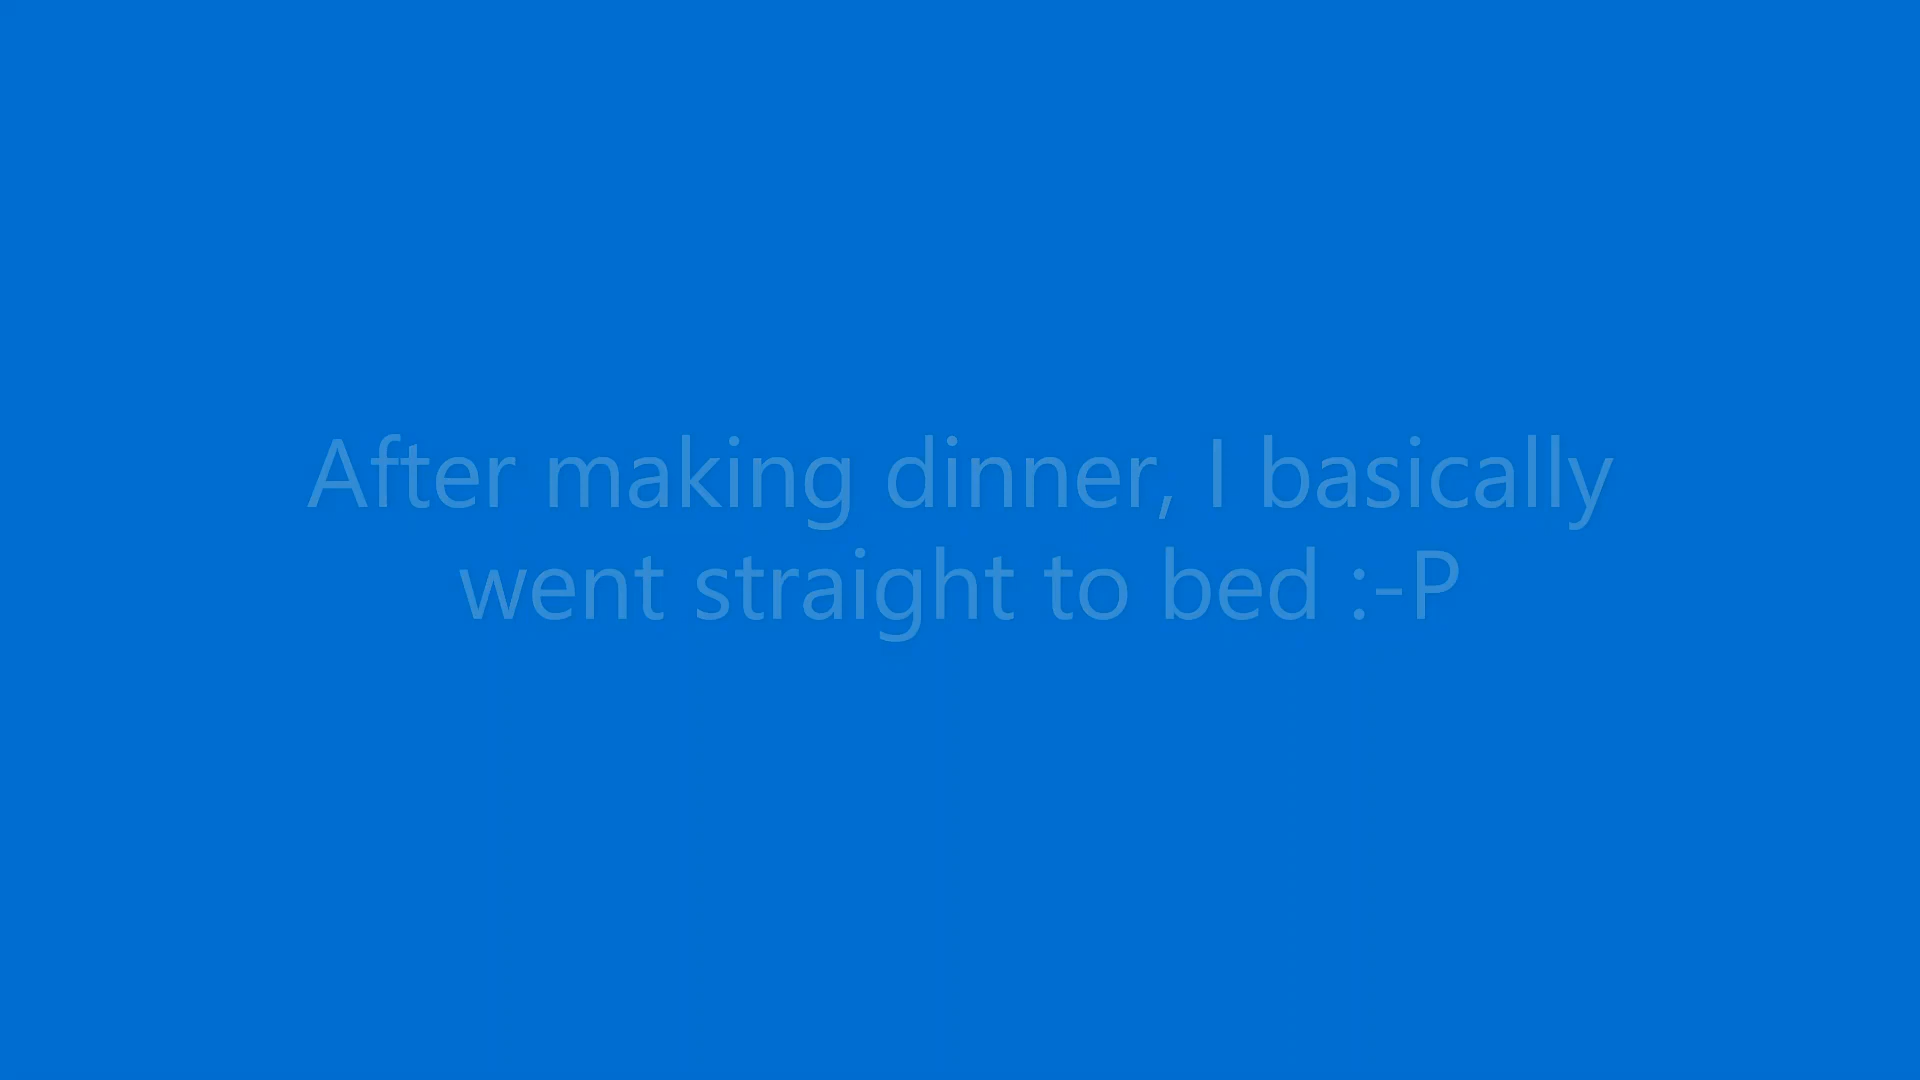 After making dinner, I basically
went straight to bed :-P